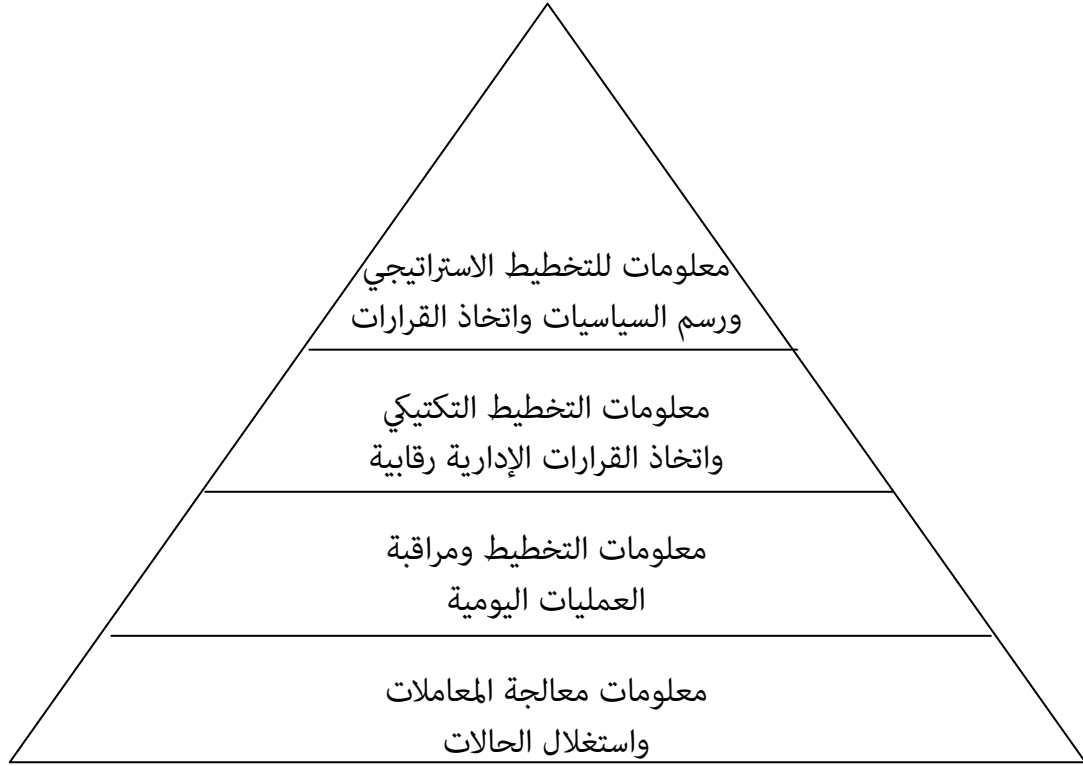 معلومات للتخطيط الاستراتيجي
ورسم السياسيات واتخاذ القرارات
معلومات التخطيط التكتيكي
واتخاذ القرارات الإدارية رقابية
معلومات التخطيط ومراقبة
العمليات اليومية
معلومات معالجة المعاملات
واستغلال الحالات